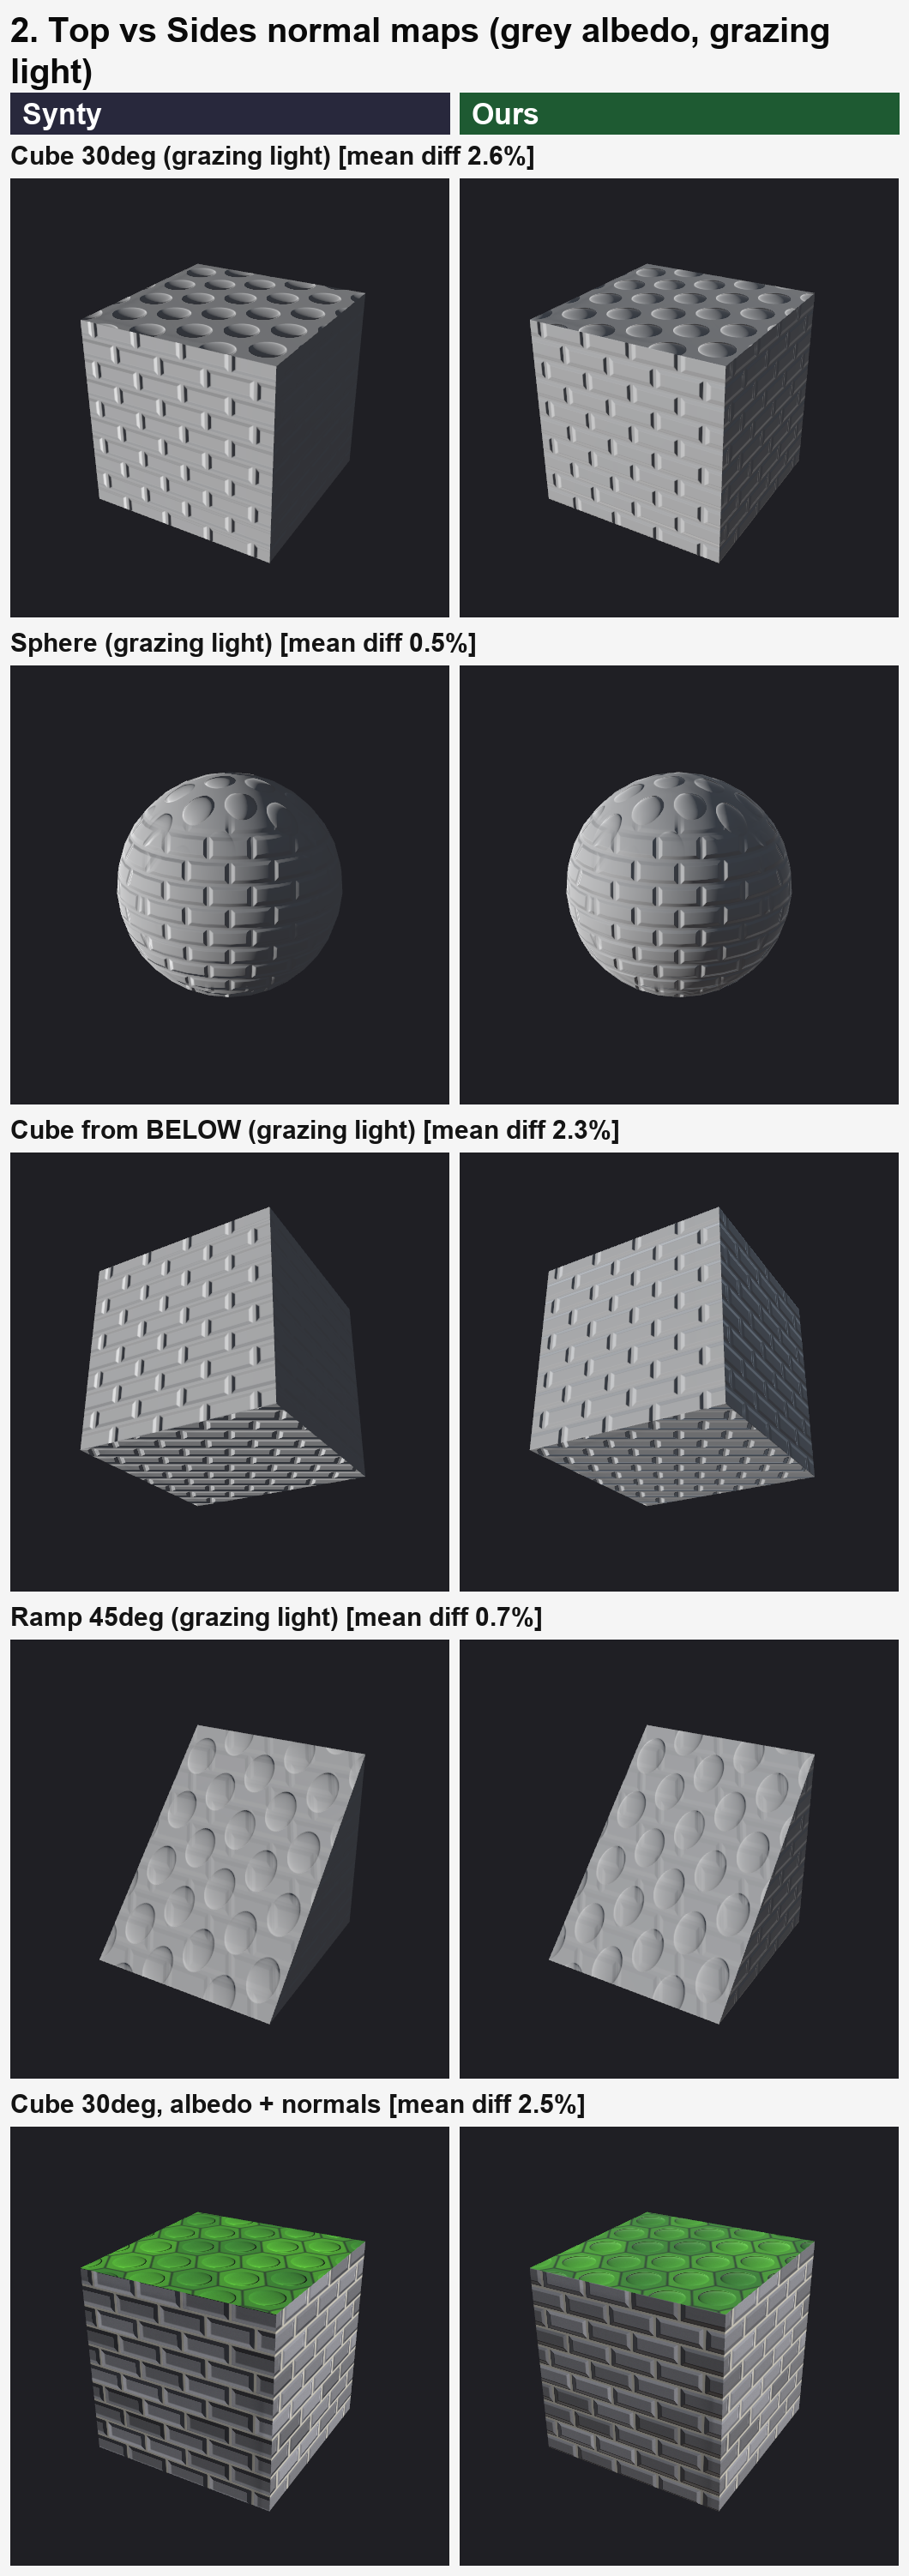 2. Top vs Sides normal maps (grey albedo, grazing
light)
Synty
Ours
Cube 30deg (grazing light) [mean diff 2.6%]
Sphere (grazing light) [mean diff 0.5%]
Cube from BELOW (grazing light) [mean diff 2.3%]
Ramp 45deg (grazing light) [mean diff 0.7%]
Cube 30deg, albedo + normals [mean diff 2.5%]